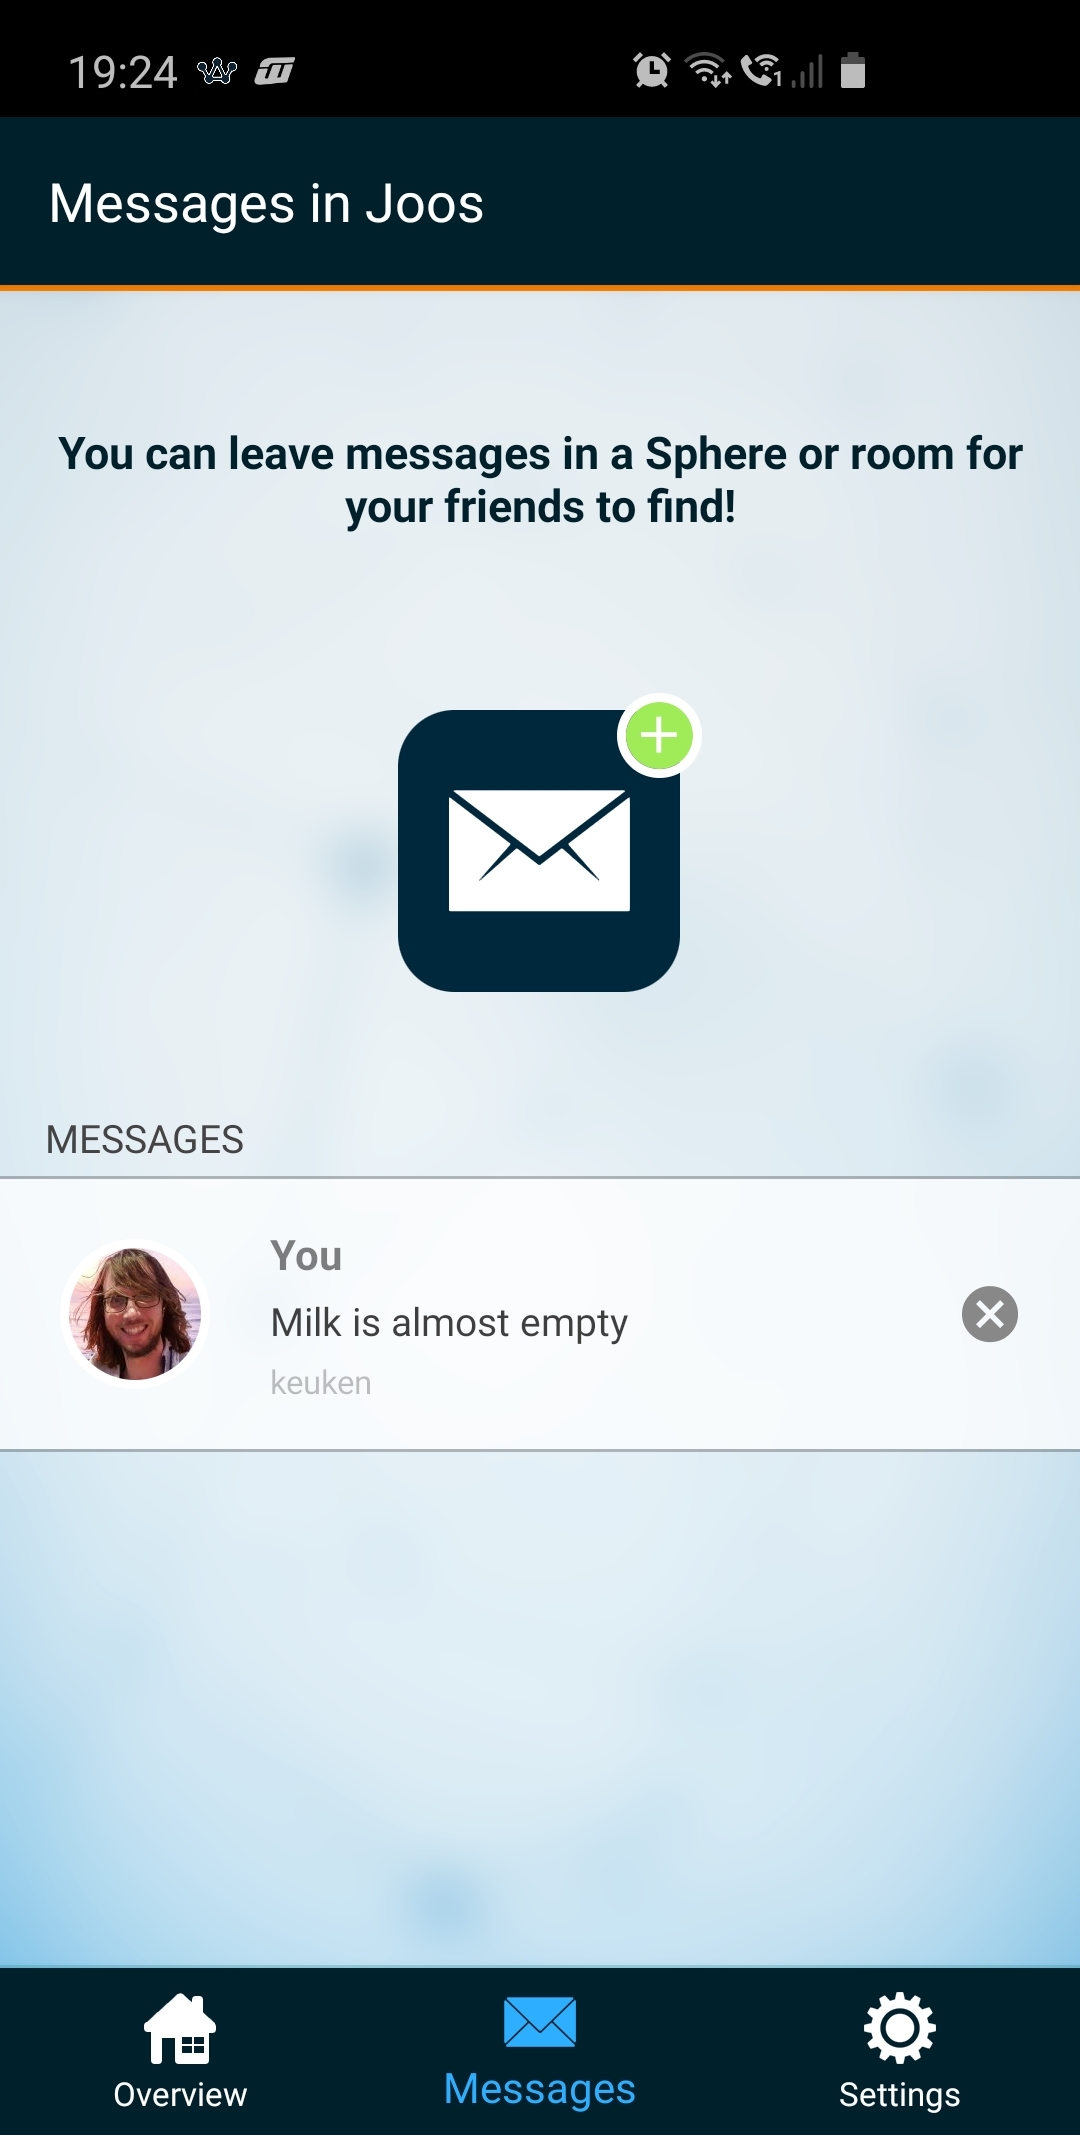 19:24
Messages in Joos
You can leave messages in a Sphere or room for
your friends to find!
MESSAGES
You
Milk is almost empty
keuken
Overview
Messages
Settings